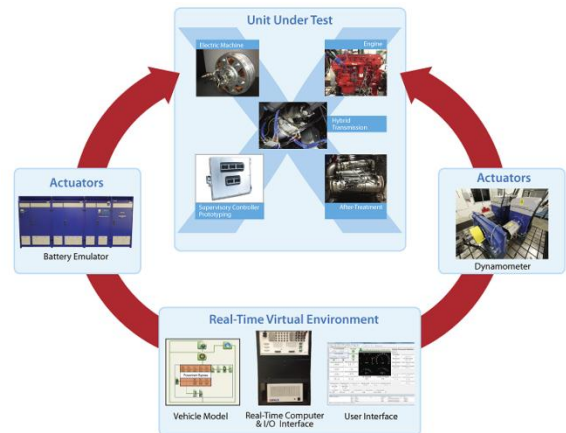 Unit Under Test
Electric Machine
Engine
Hybrid
Transmission
Supervisory Controller
Prototyping
After-Treatment
Actuators
Battery Emulator
Actuators
Dynamometer
Real-Time Virtual Environment
Vehicle Model
Real-Time Computer
& I/O Interface
User Interface